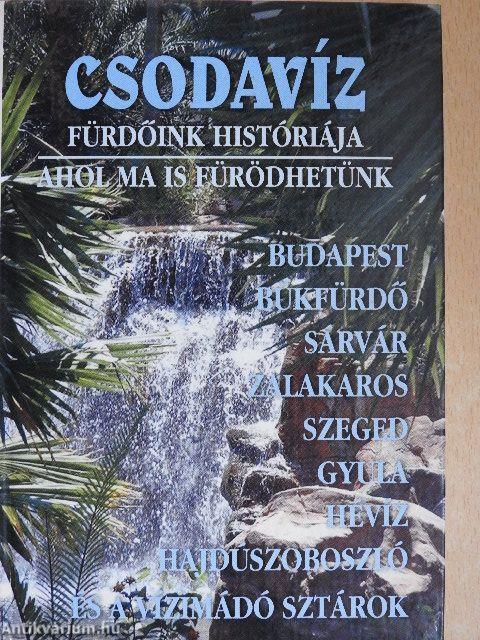 CSODAVÍZ
FÜRDŐINK HISTÓRIÁJA
AHOL MA IS FÜRÖDHETÜNK
BUDAPEST
BUKFÜRDŐ
SÁRVÁR
ZALAKAROS
SZEGED
GYULA
HÉVÍZ
HAJDÚSZOBOSZLÓ
ÉS A VÍZIMÁDÓ SZTÁROK
© Antikvarium.hu